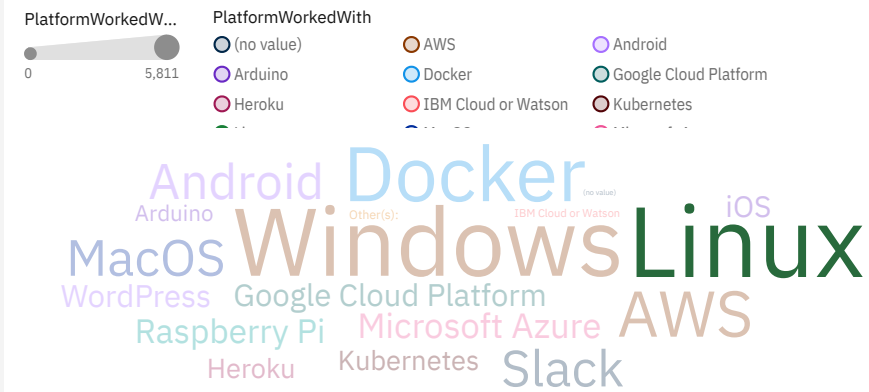 PlatformWorkedW... PlatformWorkedWith
(no value) AWS Android
0 5,811
Arduino Docker Google Cloud Platform
Heroku IBM Cloud or Watson Kubernetes
Docker
Android
(no value)
iOS
Arduino
Other(s):
IBM Cloud or Watson
Windows
Linux
MacOS
WordPress
Google Cloud Platform
AWS
Raspberry Pi
Microsoft Azure
Heroku
Kubernetes
Slack